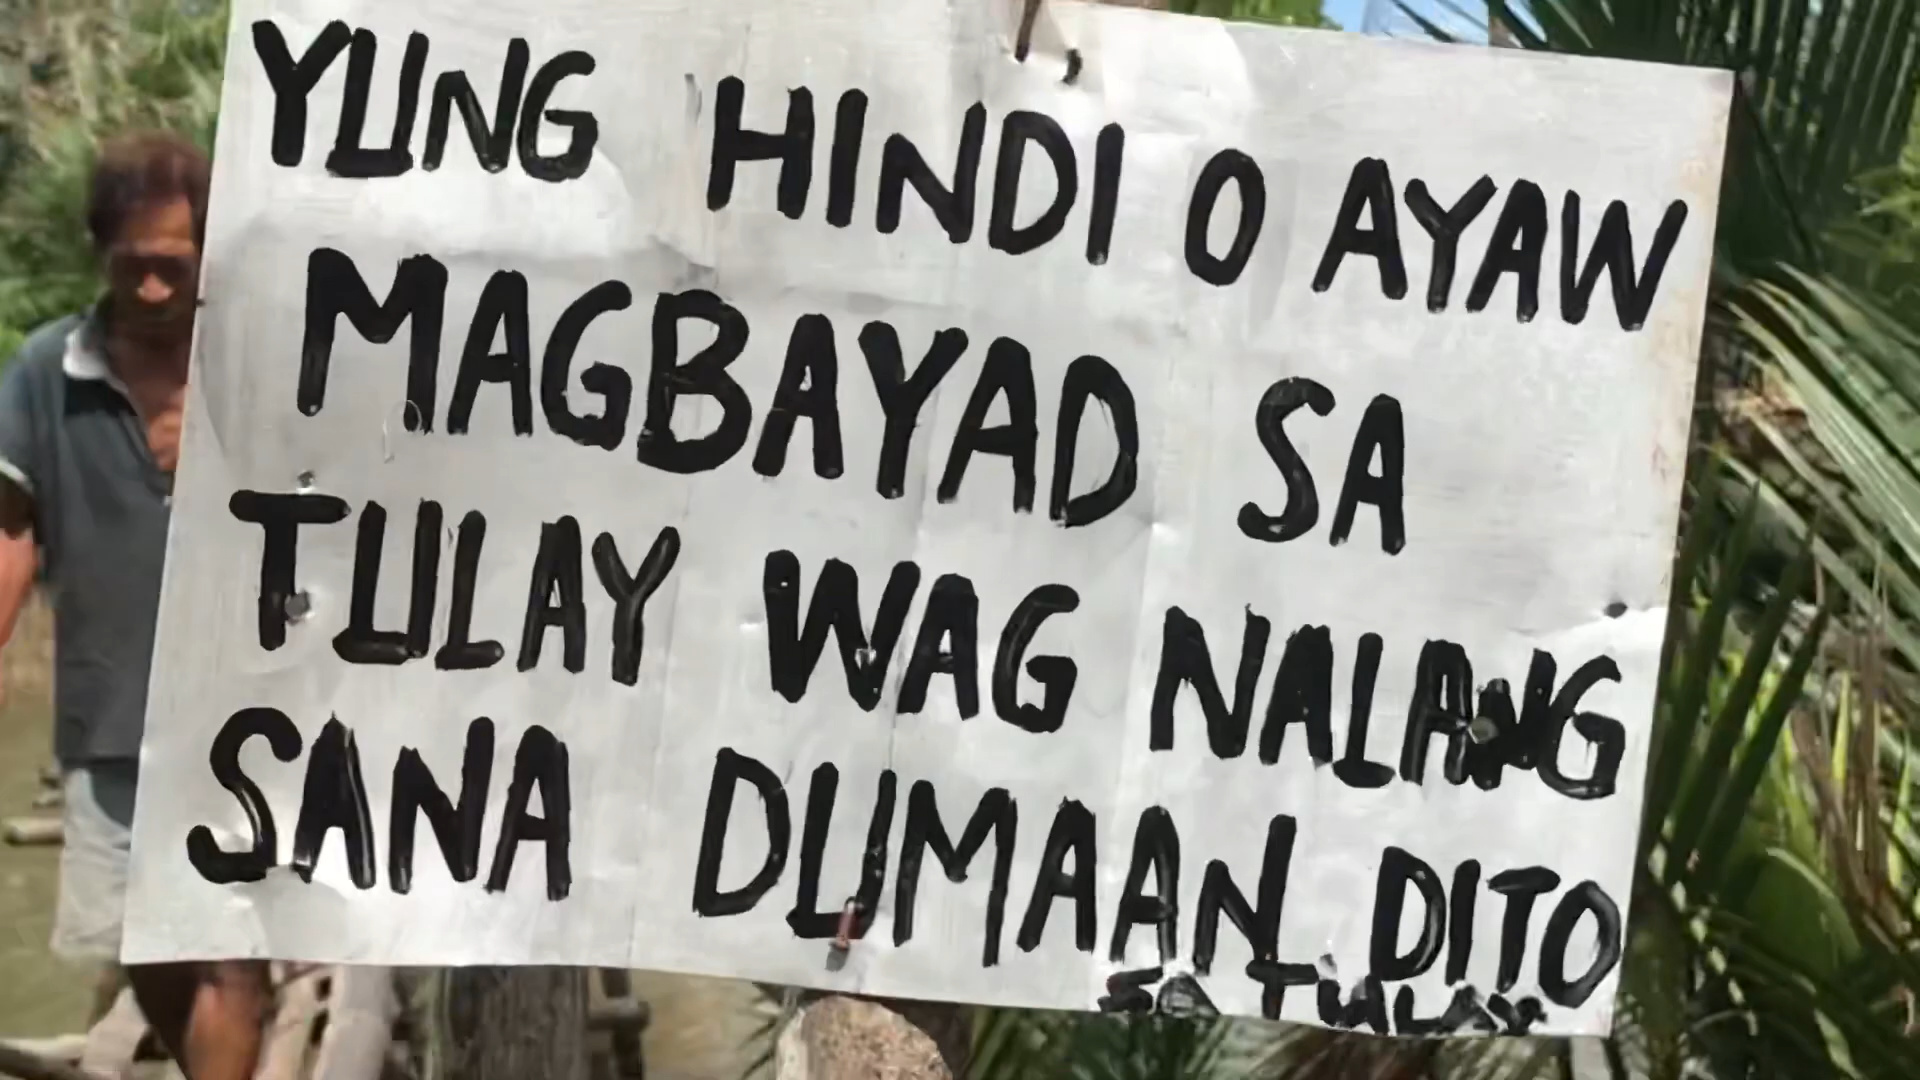 YUNG HINDI O AYAW
MAGBAYAD SA
TULAY WAG NALANG
SANA DUMAAN DITO
SA TULAY